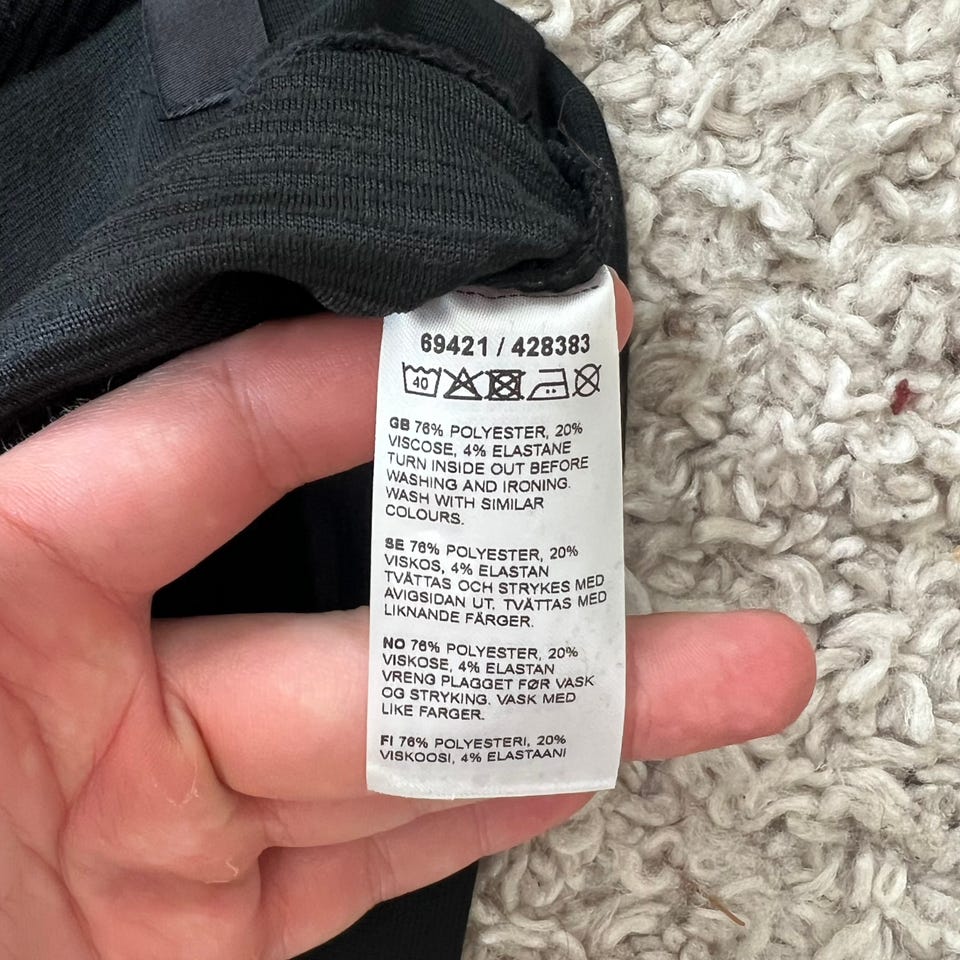 69421 / 428383
40
GB 76% POLYESTER, 20%
VISCOSE, 4% ELASTANE
TURN INSIDE OUT BEFORE
WASHING AND IRONING.
WASH WITH SIMILAR
COLOURS.
SE 76% POLYESTER, 20%
VISKOS, 4% ELASTAN
TVÄTTAS OCH STRYKES MED
AVIGSIDAN UT. TVÄTTAS MED
LIKNANDE FÄRGER.
NO 76% POLYESTER, 20%
VISKOSE, 4% ELASTAN
VRENG PLAGGET FØR VASK
OG STRYKING. VASK MED
LIKE FARGER.
FI 76% POLYESTERI, 20%
VISKOOSI, 4% ELASTAANI